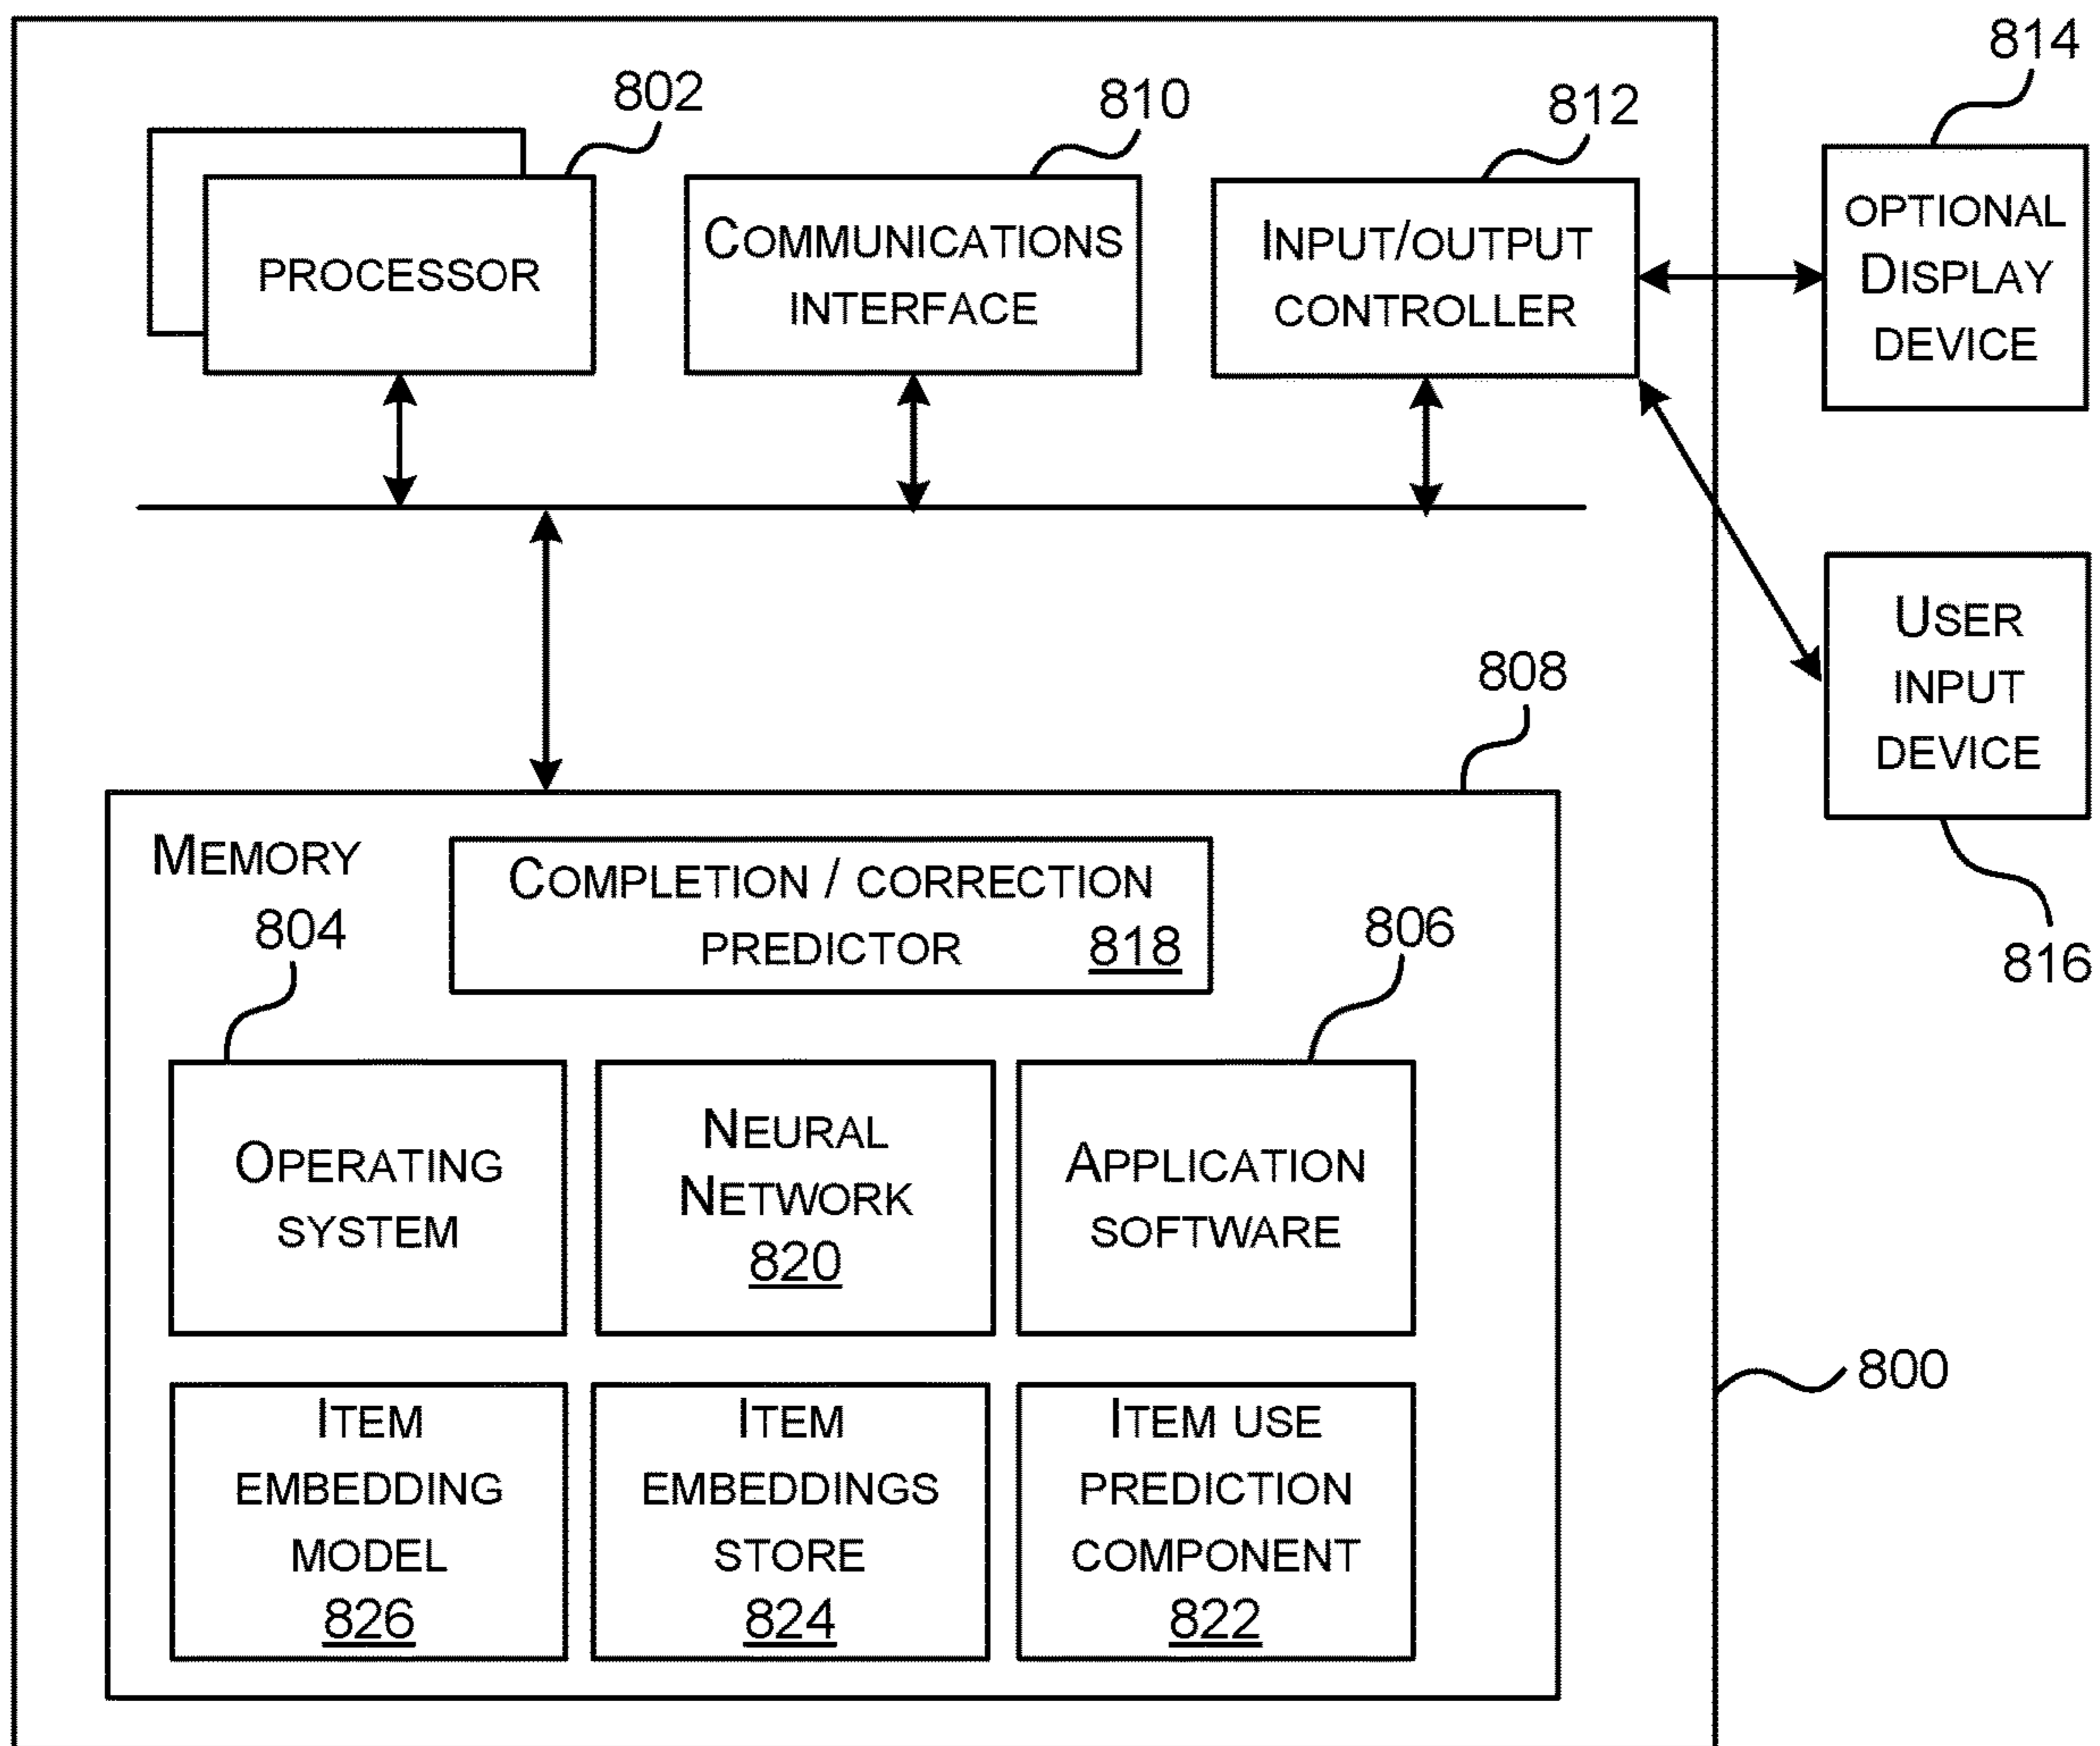 814
802
810
812
PROCESSOR
COMMUNICATIONS
INTERFACE
INPUT/OUTPUT
CONTROLLER
OPTIONAL
DISPLAY
DEVICE
USER
INPUT
DEVICE
808
816
MEMORY
804
COMPLETION / CORRECTION
PREDICTOR 818
806
OPERATING
SYSTEM
NEURAL
NETWORK
820
APPLICATION
SOFTWARE
800
ITEM
EMBEDDING
MODEL
826
ITEM
EMBEDDINGS
STORE
824
ITEM USE
PREDICTION
COMPONENT
822